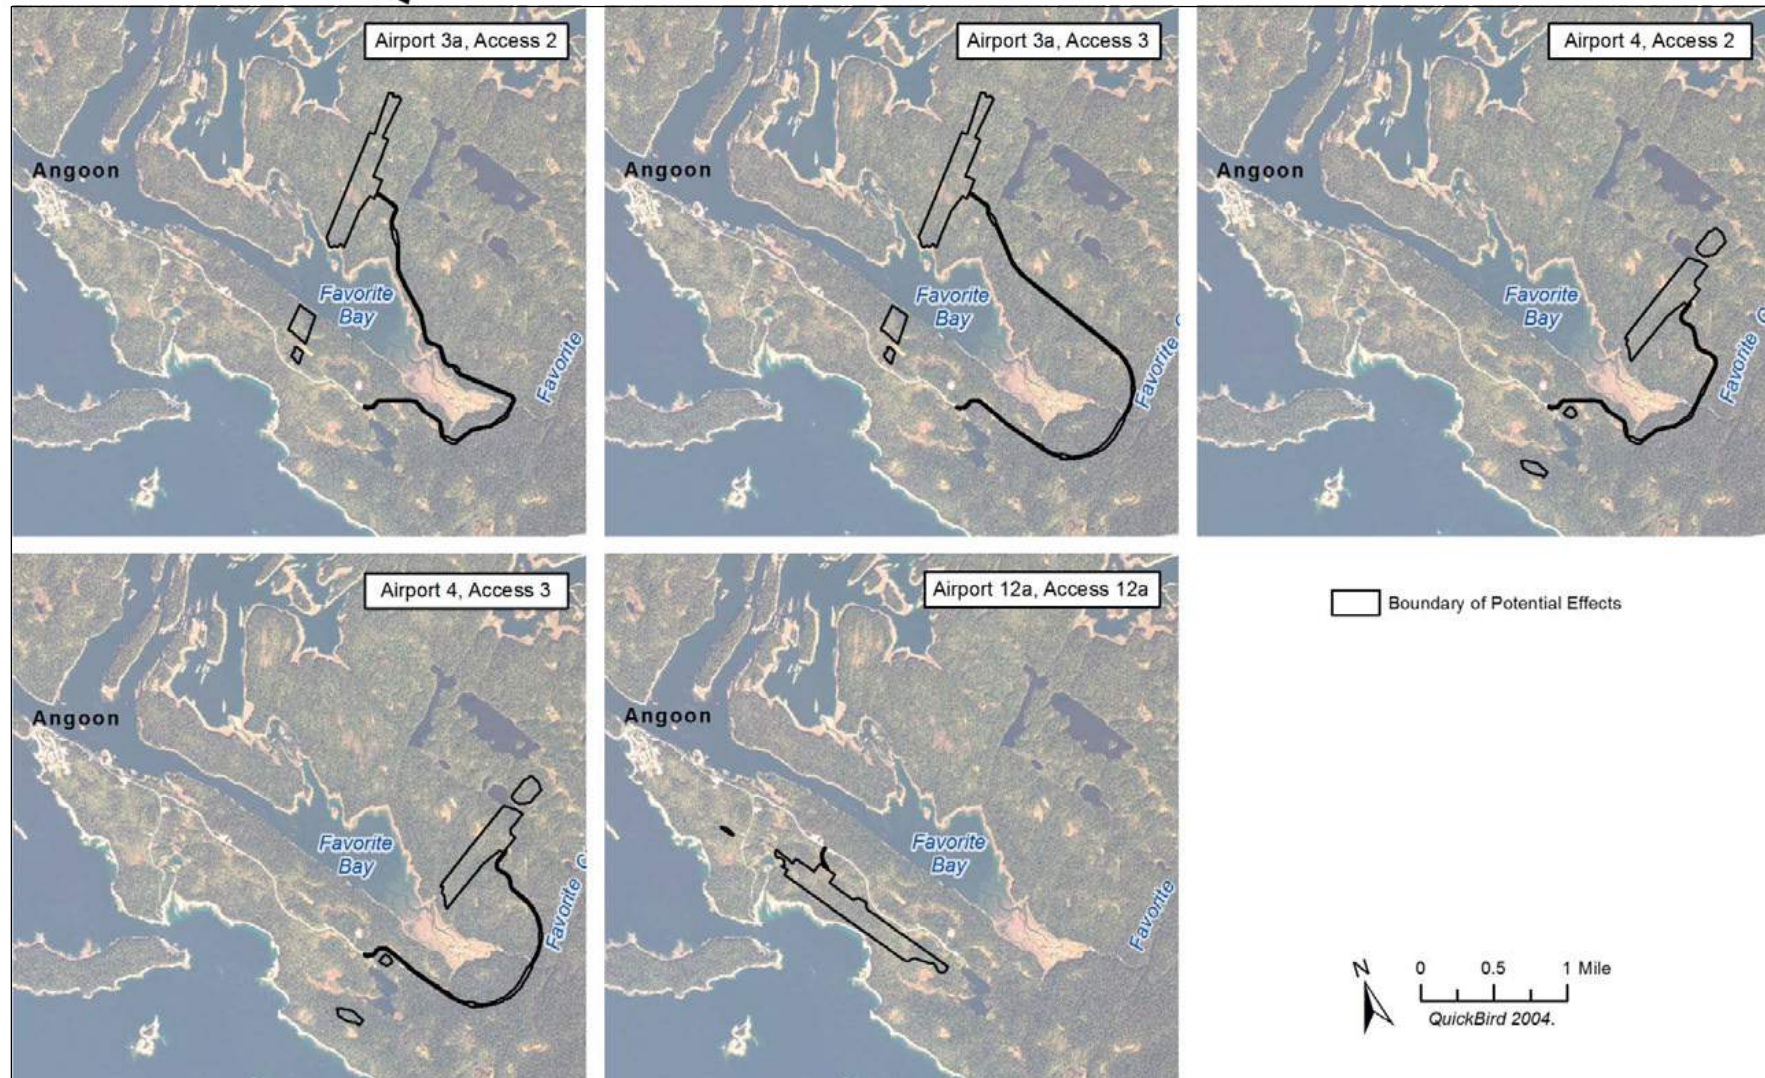 Airport 3a, Access 2
Angoon
Favorite
Bay
Favorite
Airport 3a, Access 3
Angoon
Favorite
Bay
Favorite C
Airport 4, Access 2
Angoon
Favorite
Bay
Favorite
Airport 4, Access 3
Angoon
Favorite
Bay
Favorite C
Airport 12a, Access 12a
Angoon
Favorite
Bay
Favorite
Boundary of Potential Effects
N
0 0.5 1 Mile
QuickBird 2004.